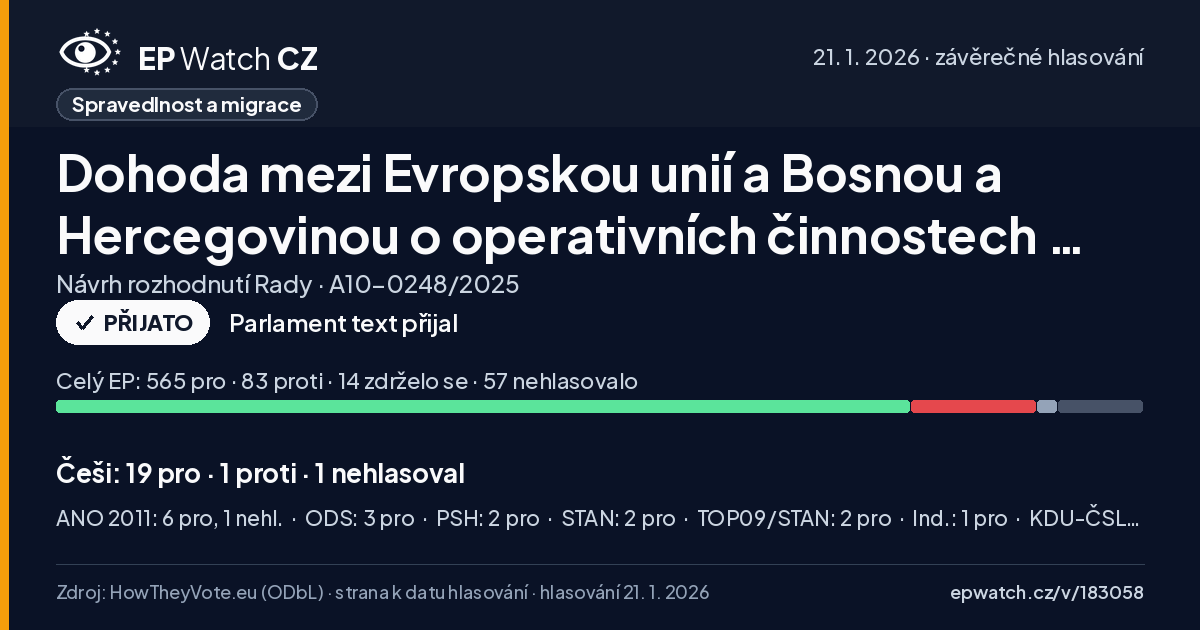 EP Watch CZ
21. 1. 2026 · závěrečné hlasování
Spravedlnost a migrace
Dohoda mezi Evropskou unií a Bosnou a
Hercegovinou o operativních činnostech …
Návrh rozhodnutí Rady · A10–0248/2025
✓ PŘIJATO
Parlament text přijal
Celý EP: 565 pro · 83 proti · 14 zdrželo se · 57 nehlasovalo
Češi: 19 pro · 1 proti · 1 nehlasoval
ANO 2011: 6 pro, 1 nehl. · ODS: 3 pro · PSH: 2 pro · STAN: 2 pro · TOP09/STAN: 2 pro · Ind.: 1 pro · KDU-ČSL…
Zdroj: HowTheyVote.eu (ODbL) · strana k datu hlasování · hlasování 21. 1. 2026
epwatch.cz/v/183058